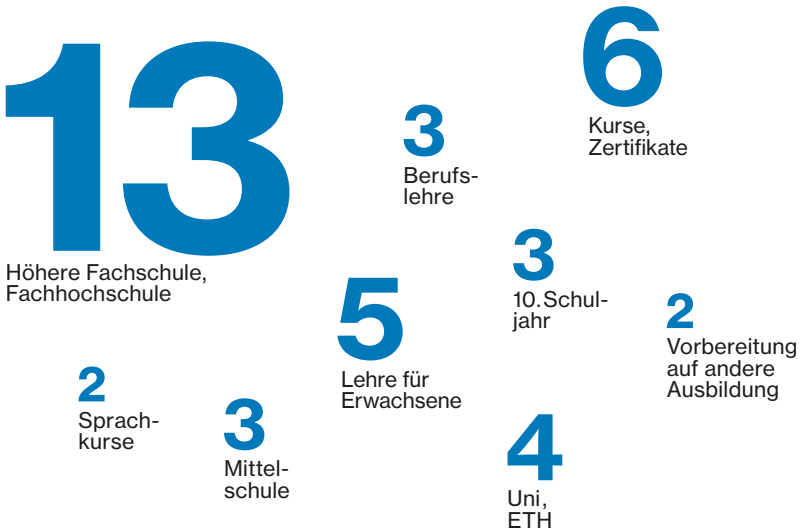 13
Höhere Fachschule,
Fachhochschule
3
Berufs-
lehre
6
Kurse,
Zertifikate
3
10. Schul-
jahr
5
Lehre für
Erwachsene
2
Vorbereitung
auf andere
Ausbildung
2
Sprach-
kurse
3
Mittel-
schule
4
Uni,
ETH